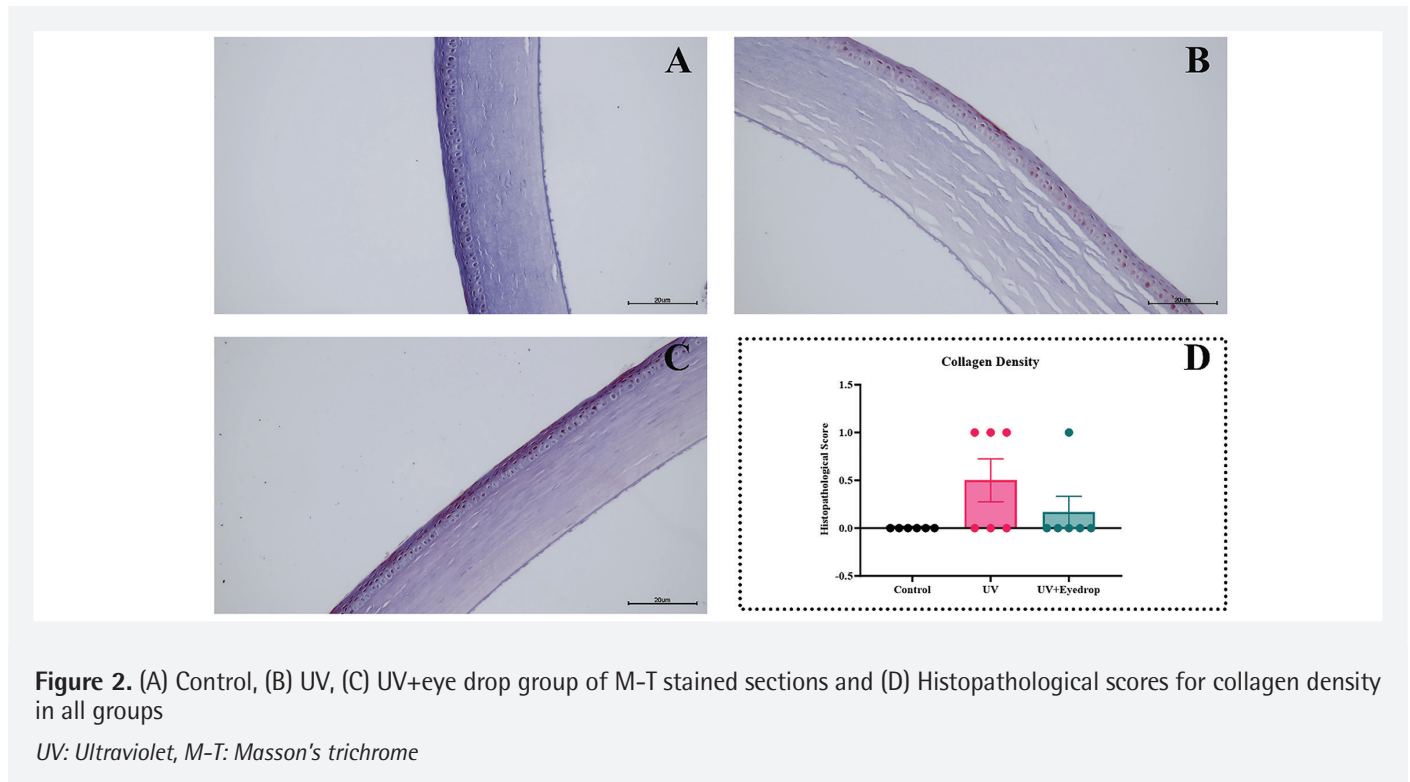 A
20um
B
20um
C
20um
D
Collagen Density
Histopathological Score
1.5
1.0
0.5
0.0
-0.5
Control UV UV+Eyedrop
Figure 2. (A) Control, (B) UV, (C) UV+eye drop group of M-T stained sections and (D) Histopathological scores for collagen density
in all groups
UV: Ultraviolet, M-T: Masson's trichrome